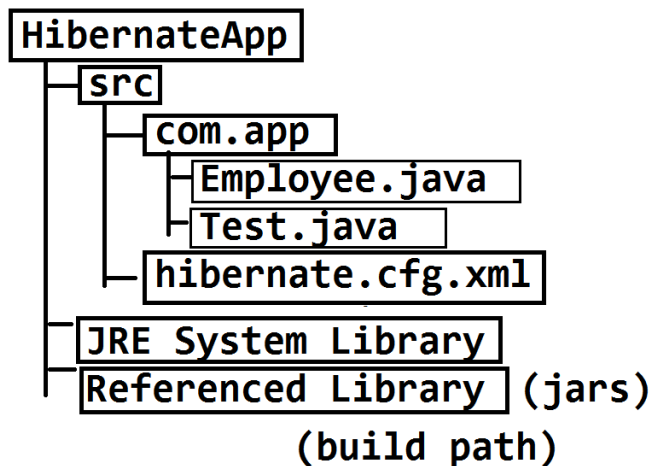 HibernateApp
src
com.app
Employee.java
Test.java
hibernate.cfg.xml
JRE System Library
Referenced Library (jars)
(build path)